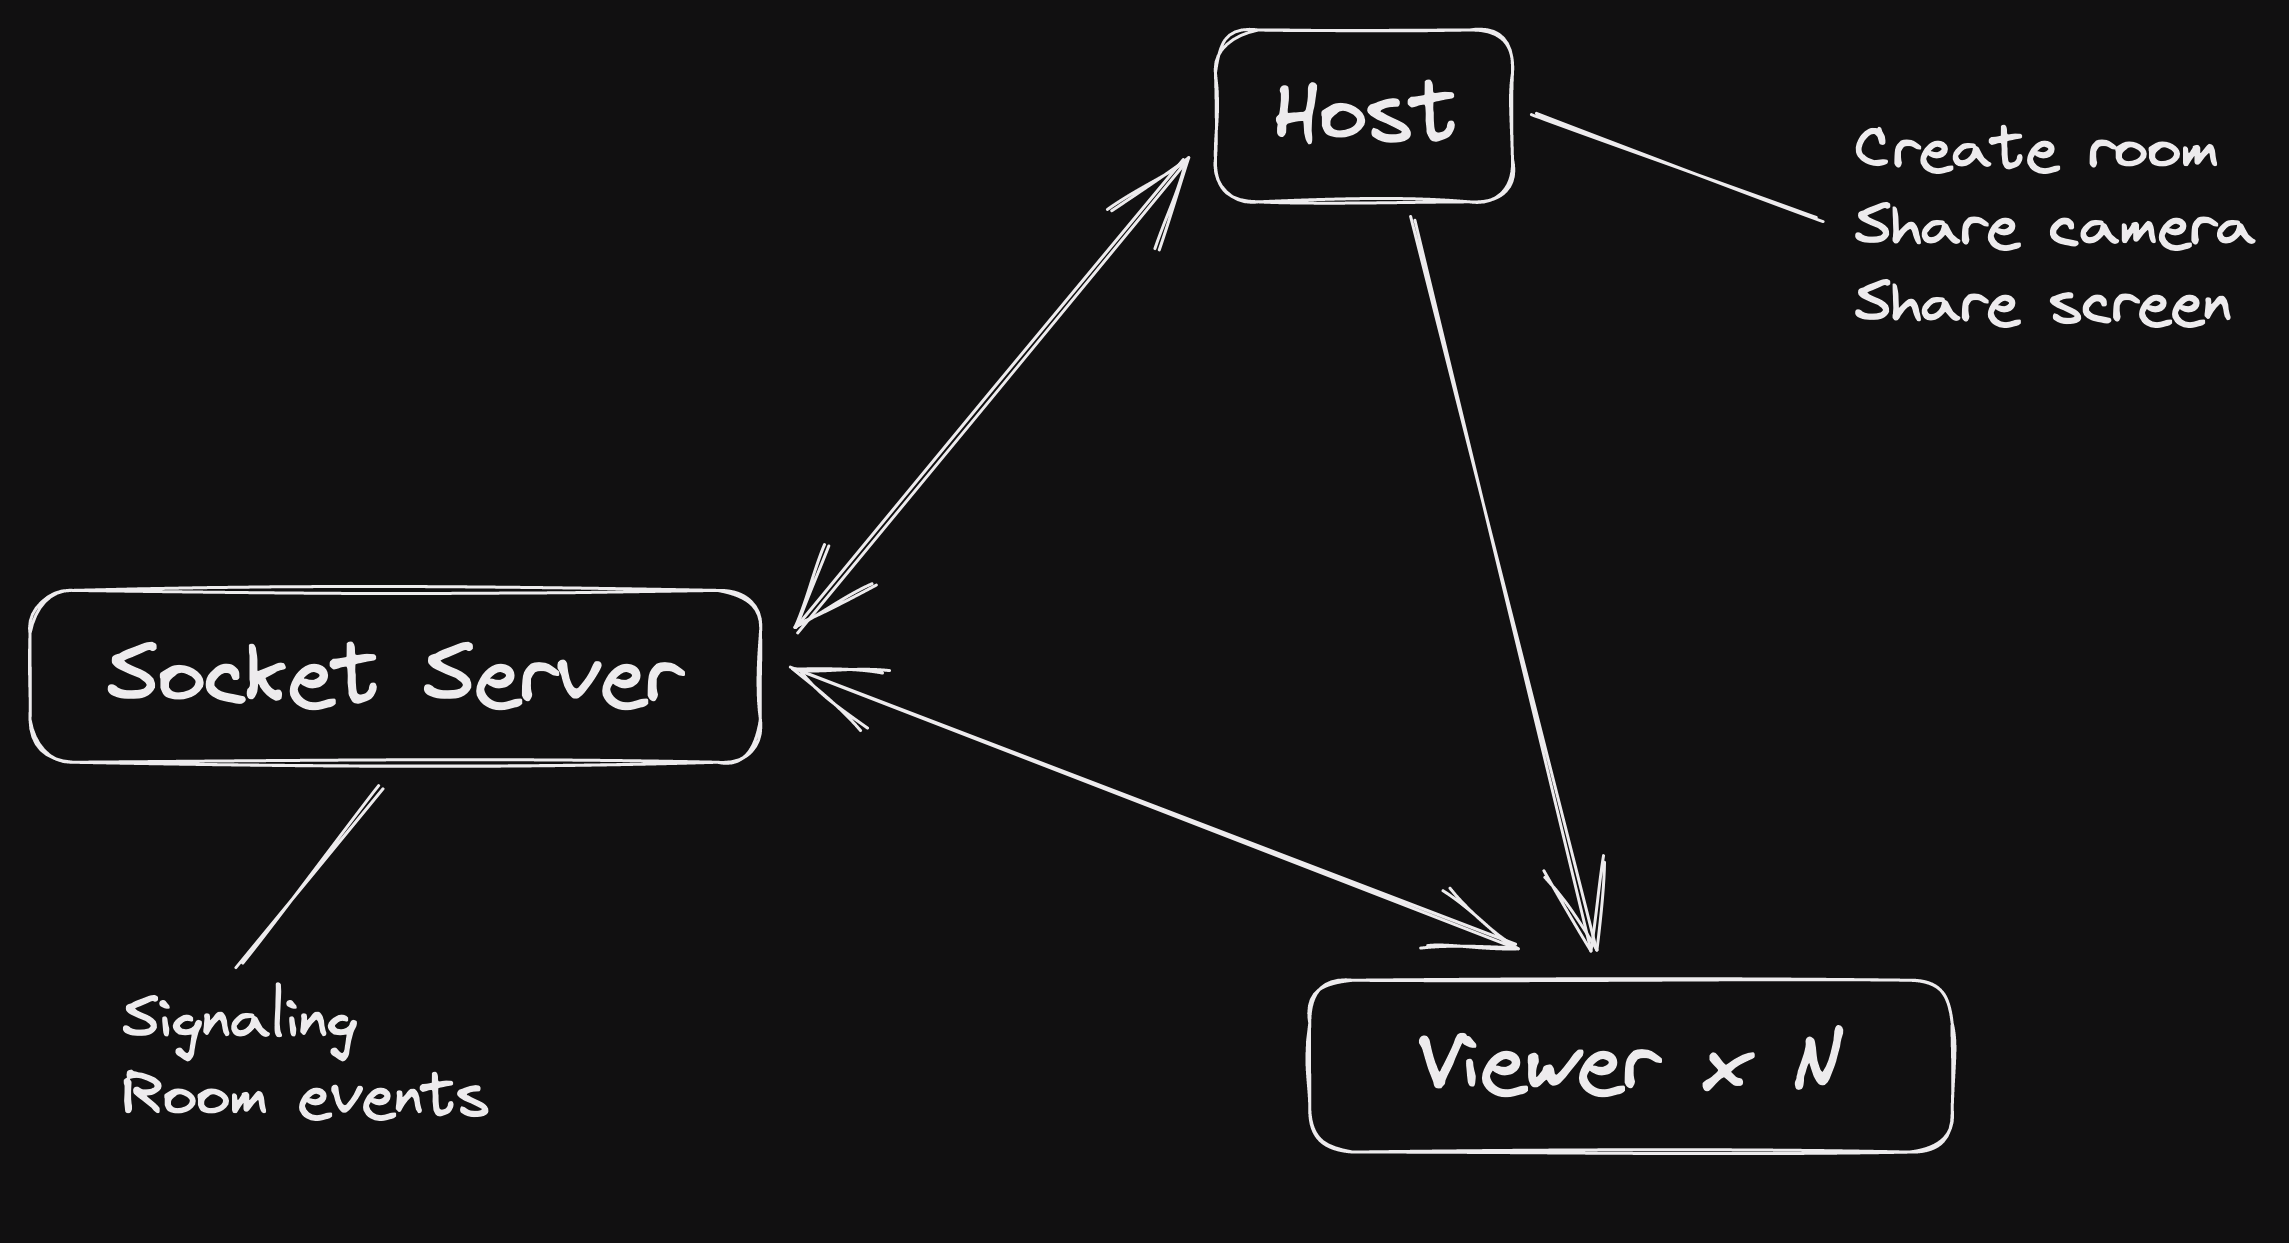 Host
Create room
Share camera
Share screen
Socket Server
Signaling
Room events
Viewer x N